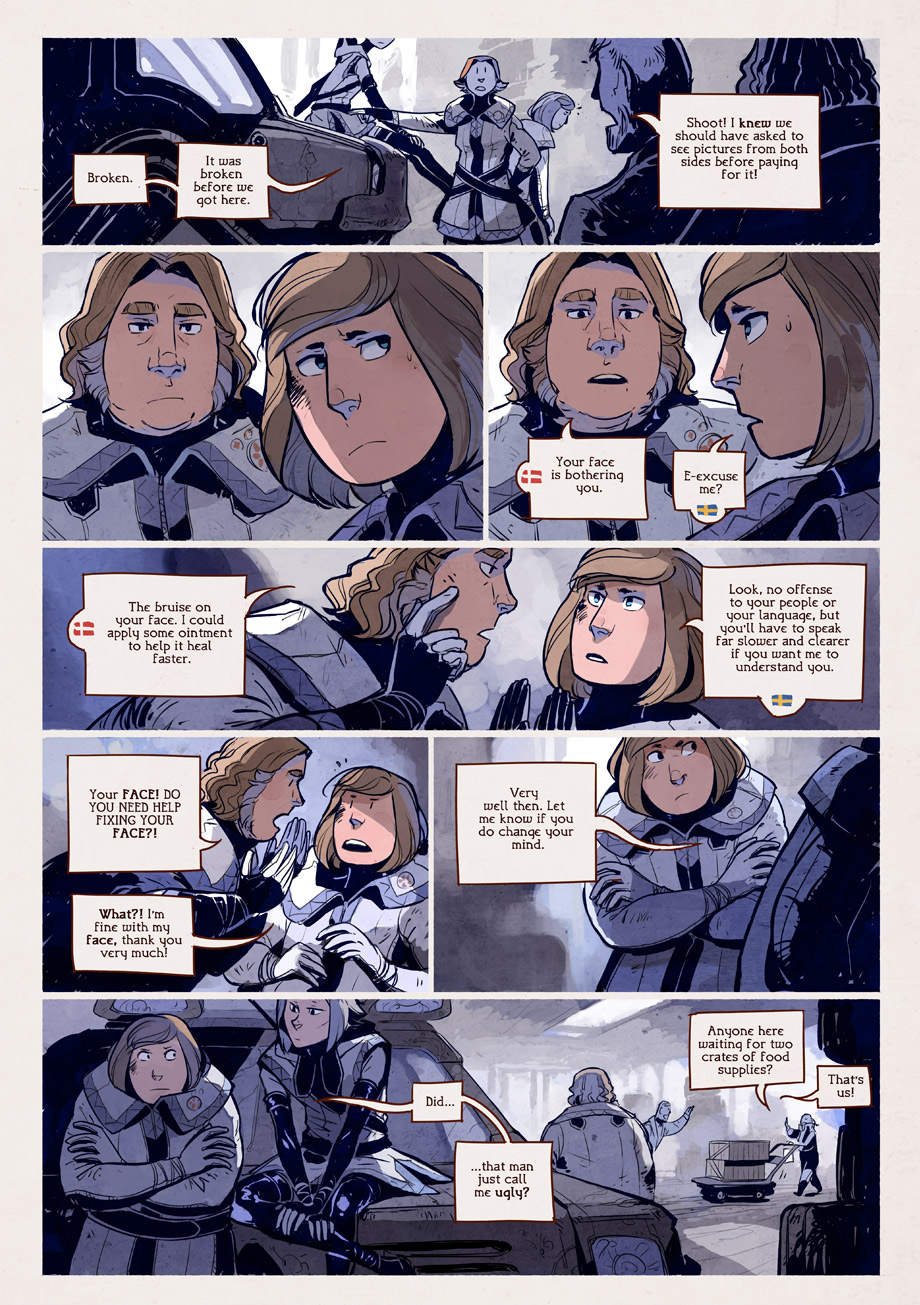 Shoot! I knew we
should have asked to
see pictures from both
sides before paying
for it!
Broken.
It was
broken
before we
got here.
Your face
is bothering
you.
E-excuse
me?
The bruise on
your face. I could
apply some ointment
to help it heal
faster.
Look, no offense
to your people or
your language, but
you'll have to speak
far slower and clearer
if you want me to
understand you.
Your FACE! DO
YOU NEED HELP
FIXING YOUR
FACE?!
What?! I'm
fine with my
face, thank you
very much!
Very
well then. Let
me know if you
do change your
mind.
Anyone here
waiting for two
crates of food
supplies?
That's
us!
Did...
...that man
just call
me ugly?